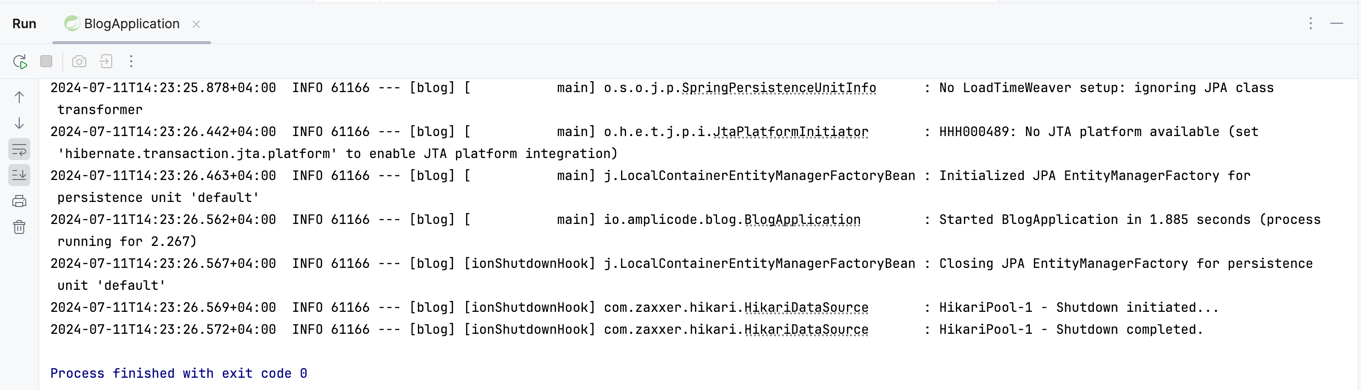 Run
BlogApplication
2024-07-11T14:23:25.878+04:00  INFO 61166 --- [blog] [           main] o.s.o.j.p.SpringPersistenceUnitInfo      : No LoadTimeWeaver setup: ignoring JPA class
transformer
2024-07-11T14:23:26.442+04:00  INFO 61166 --- [blog] [           main] o.h.e.t.j.p.i.JtaPlatformInitiator       : HHH000489: No JTA platform available (set
'hibernate.transaction.jta.platform' to enable JTA platform integration)
2024-07-11T14:23:26.463+04:00  INFO 61166 --- [blog] [           main] j.LocalContainerEntityManagerFactoryBean : Initialized JPA EntityManagerFactory for
persistence unit 'default'
2024-07-11T14:23:26.562+04:00  INFO 61166 --- [blog] [           main] io.amplicode.blog.BlogApplication        : Started BlogApplication in 1.885 seconds (process
running for 2.267)
2024-07-11T14:23:26.567+04:00  INFO 61166 --- [blog] [ionShutdownHook] j.LocalContainerEntityManagerFactoryBean : Closing JPA EntityManagerFactory for persistence
unit 'default'
2024-07-11T14:23:26.569+04:00  INFO 61166 --- [blog] [ionShutdownHook] com.zaxxer.hikari.HikariDataSource       : HikariPool-1 - Shutdown initiated...
2024-07-11T14:23:26.572+04:00  INFO 61166 --- [blog] [ionShutdownHook] com.zaxxer.hikari.HikariDataSource       : HikariPool-1 - Shutdown completed.
Process finished with exit code 0